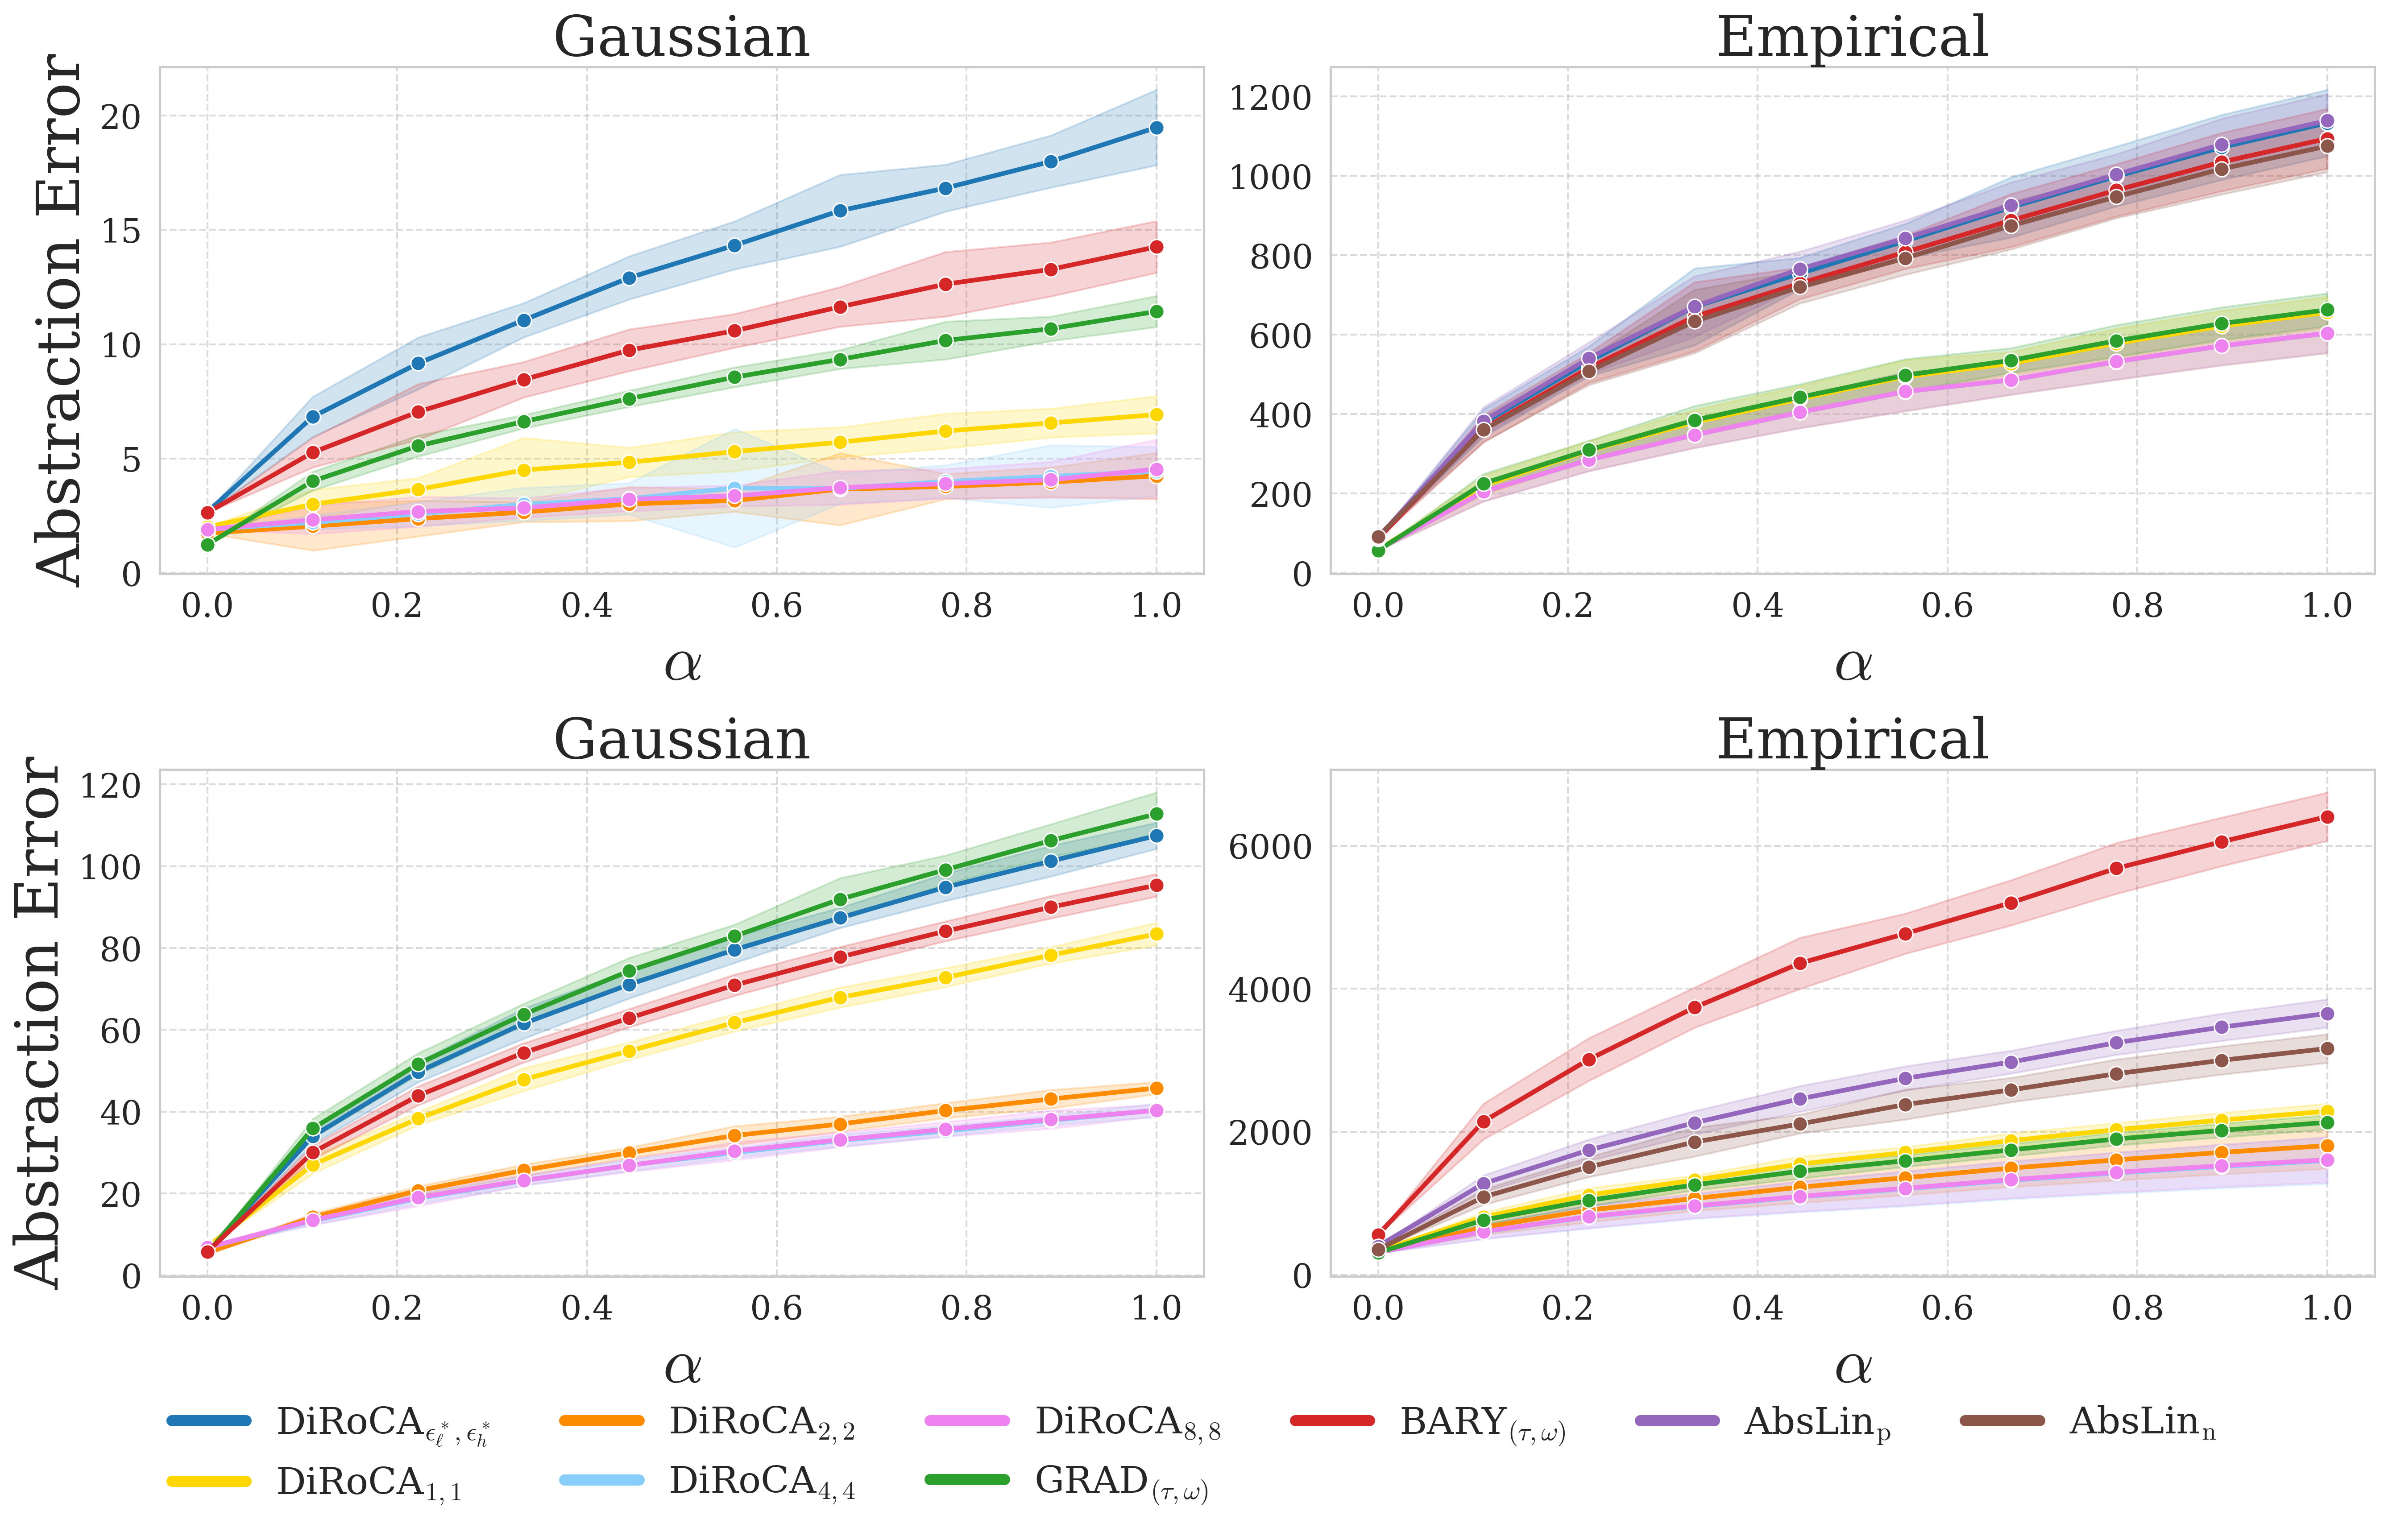 Gaussian
Empirical
Abstraction Error
20
15
10
5
0
0.0 0.2 0.4 0.6 0.8 1.0
α
1200
1000
800
600
400
200
0
0.0 0.2 0.4 0.6 0.8 1.0
α
Gaussian
Empirical
Abstraction Error
120
100
80
60
40
20
0
0.0 0.2 0.4 0.6 0.8 1.0
α
6000
4000
2000
0
0.0 0.2 0.4 0.6 0.8 1.0
α
DiRoCA_{ϵ_ℓ^*, ϵ_h^*} DiRoCA_{2,2} DiRoCA_{8,8} BARY_{(τ,ω)} AbsLin_p AbsLin_n
DiRoCA_{1,1} DiRoCA_{4,4} GRAD_{(τ,ω)}